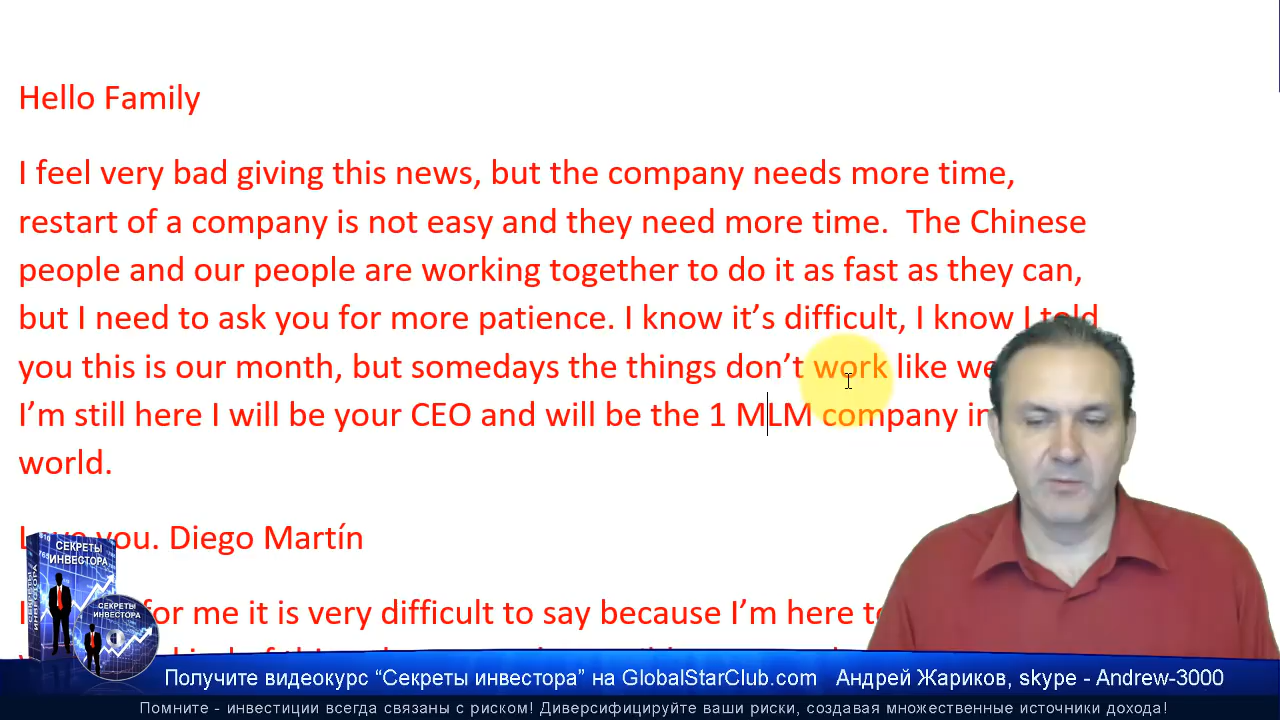 Hello Family
I feel very bad giving this news, but the company needs more time,
restart of a company is not easy and they need more time. The Chinese
people and our people are working together to do it as fast as they can,
but I need to ask you for more patience. I know it’s difficult, I know I told
you this is our month, but somedays the things don’t work like we
I’m still here I will be your CEO and will be the 1 MLM company in
world.
Love you. Diego Martín
for me it is very difficult to say because I’m here to
СЕКРЕТЫ
ИНВЕСТОРА
СЕКРЕТЫ
ИНВЕСТОРА
Получите видеокурс “Секреты инвестора” на GlobalStarClub.com Андрей Жариков, skype - Andrew-3000
Помните - инвестиции всегда связаны с риском! Диверсифицируйте ваши риски, создавая множественные источники дохода!